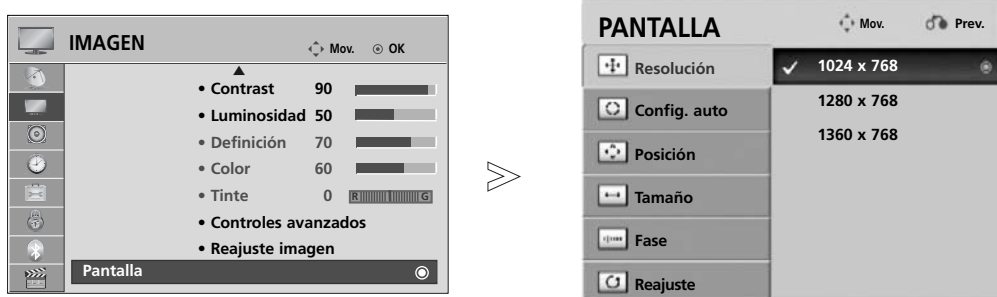 IMAGEN
Mov. OK
• Contrast 90
• Luminosidad 50
• Definición 70
• Color 60
• Tinte 0 R G
• Controles avanzados
• Reajuste imagen
Pantalla
PANTALLA
Mov. Prev.
Resolución
Config. auto
Posición
Tamaño
Fase
Reajuste
1024 x 768
1280 x 768
1360 x 768